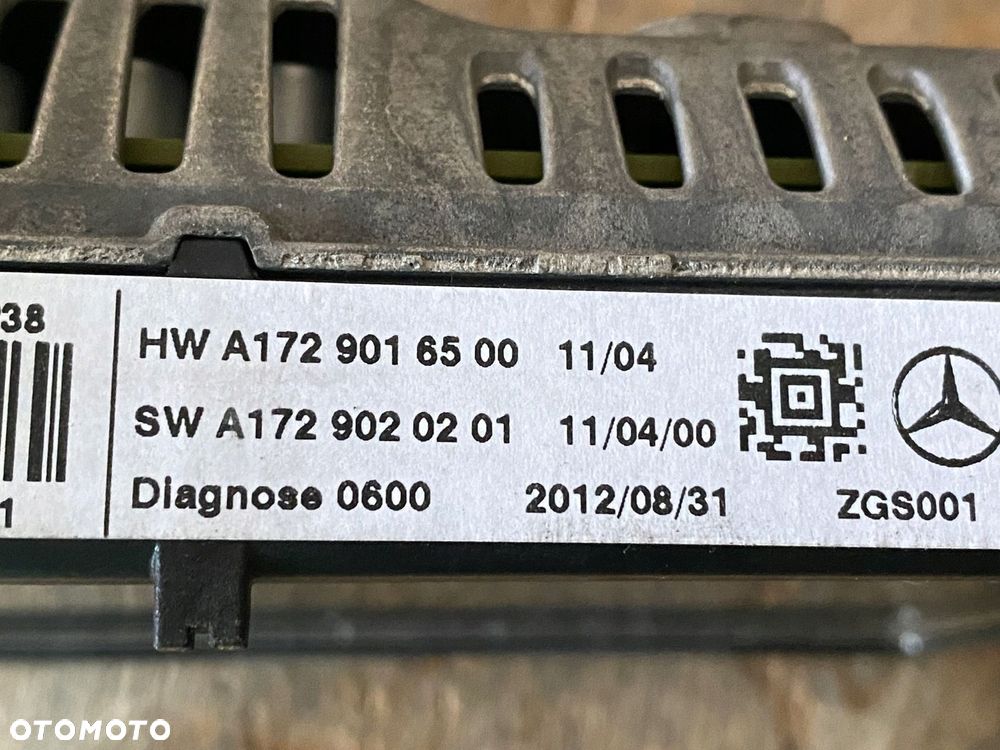 238
1
HW A172 901 65 00 11/04
SW A172 902 02 01 11/04/00
Diagnose 0600 2012/08/31 ZGS001
OTOMOTO